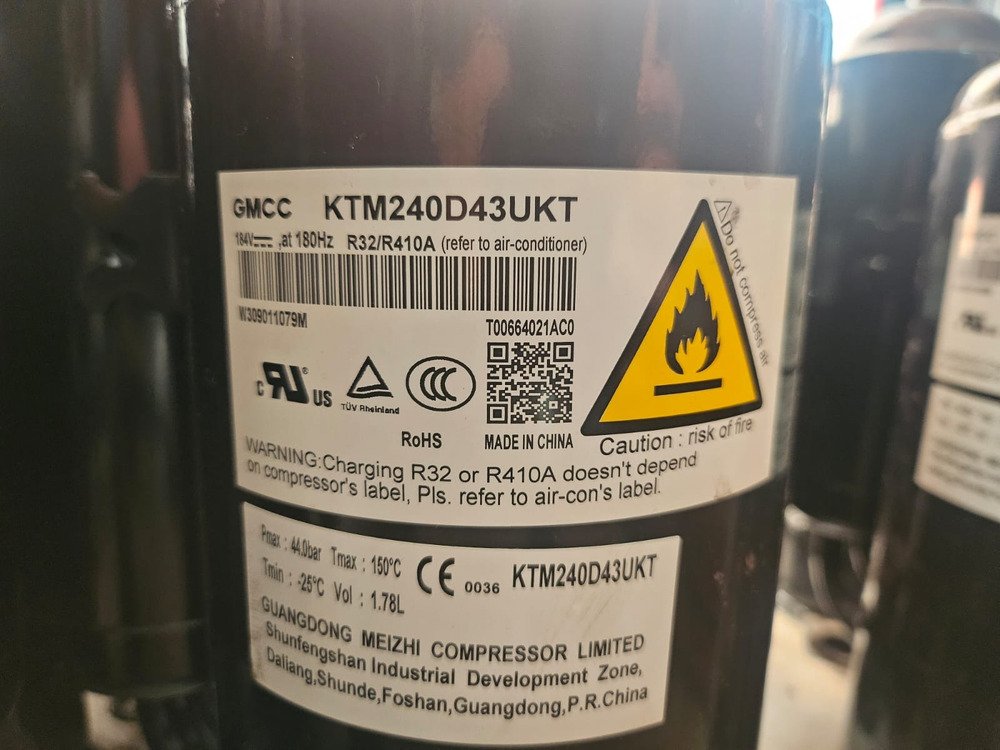 GMCC KTM240D43UKT
184V⎓,at 180Hz R32/R410A (refer to air-conditioner)
W309011079M
T00664021AC0
c RU® US
TÜV Rheinland
CCC
RoHS
MADE IN CHINA
Do not compress air
Caution : risk of fire
WARNING:Charging R32 or R410A doesn't depend
on compressor's label, Pls. refer to air-con's label.
Pmax : 44.0bar Tmax : 150°C
Tmin : -25°C Vol : 1.78L
CE 0036 KTM240D43UKT
GUANGDONG MEIZHI COMPRESSOR LIMITED
Shunfengshan Industrial Development Zone,
Daliang,Shunde,Foshan,Guangdong,P.R.China